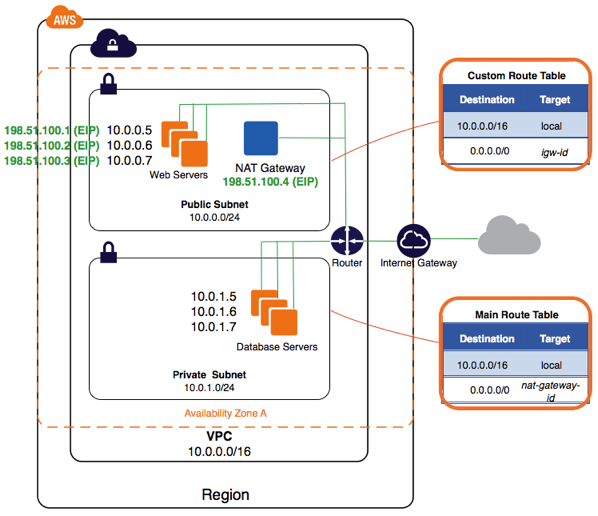 AWS
Custom Route Table
Destination Target
10.0.0.0/16 local
0.0.0.0/0 igw-id
198.51.100.1 (EIP) 10.0.0.5
198.51.100.2 (EIP) 10.0.0.6
198.51.100.3 (EIP) 10.0.0.7
Web Servers
NAT Gateway
198.51.100.4 (EIP)
Public Subnet
10.0.0.0/24
Router
Internet Gateway
10.0.1.5
10.0.1.6
10.0.1.7
Database Servers
Private Subnet
10.0.1.0/24
Main Route Table
Destination Target
10.0.0.0/16 local
0.0.0.0/0 nat-gateway-
id
Availability Zone A
VPC
10.0.0.0/16
Region